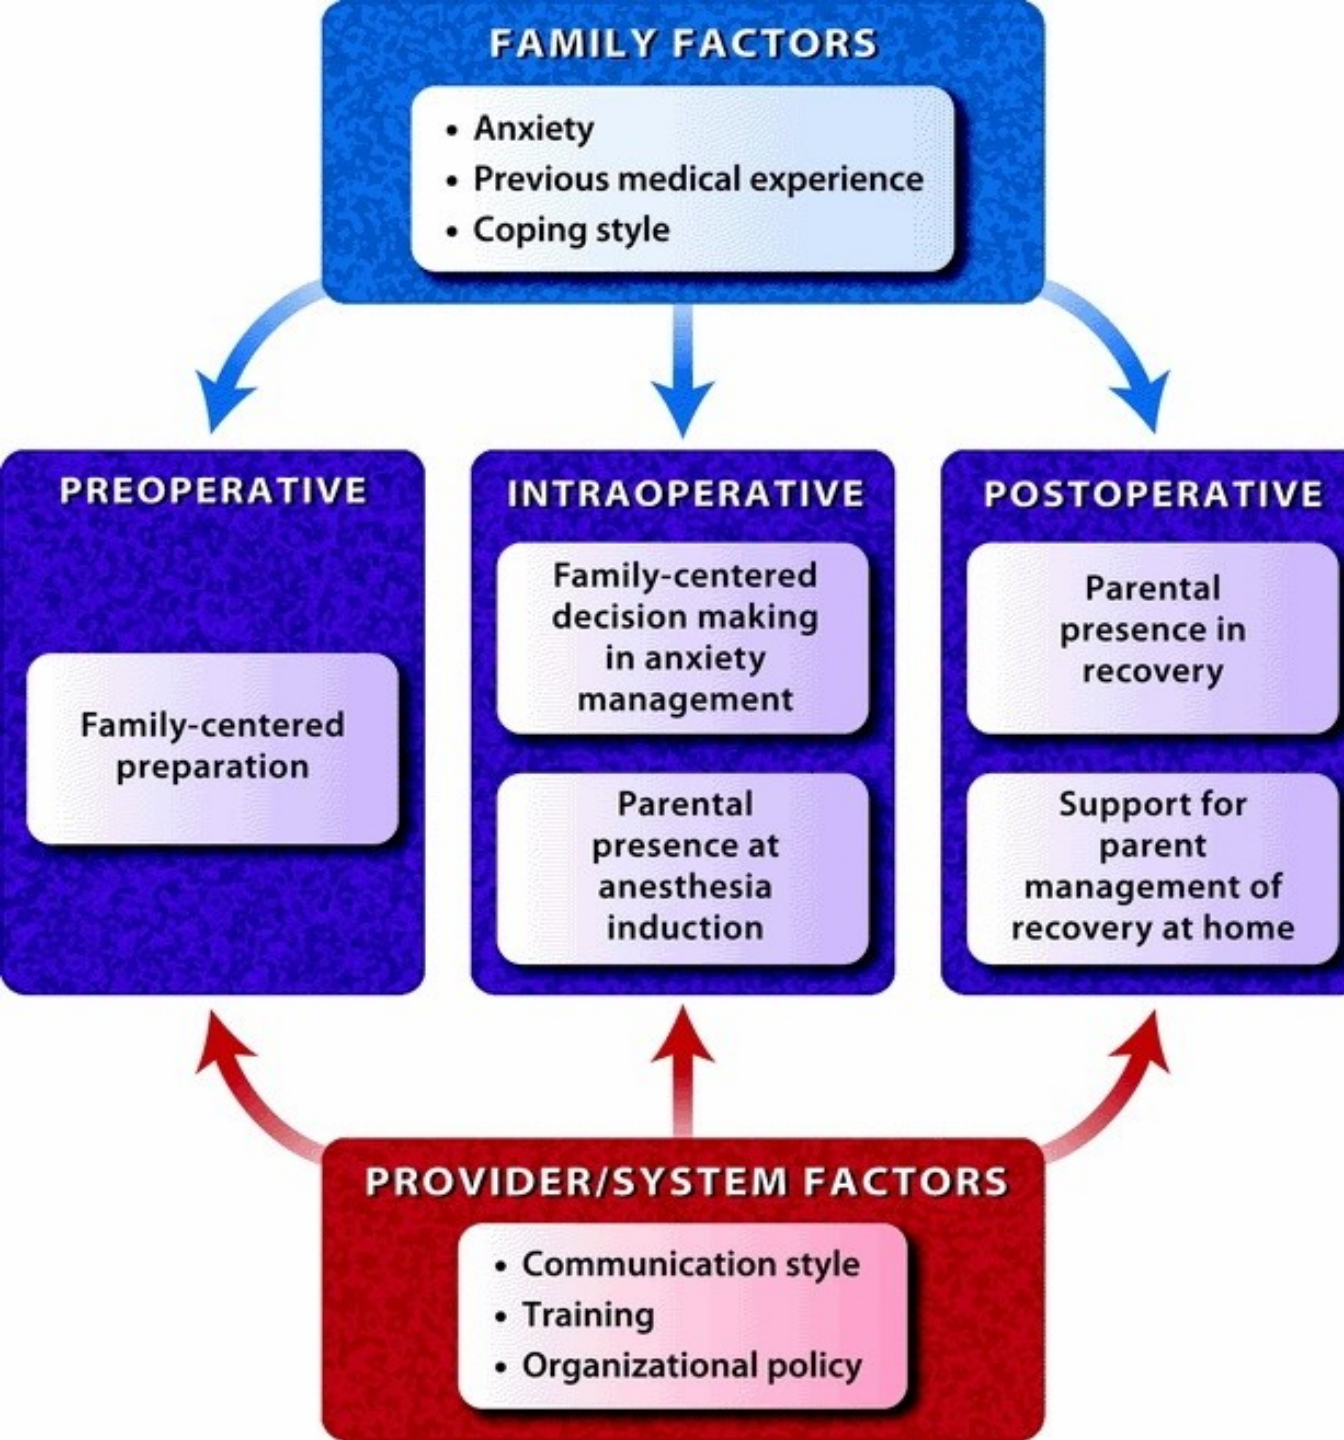 FAMILY FACTORS
• Anxiety
• Previous medical experience
• Coping style
PREOPERATIVE
Family-centered
preparation
INTRAOPERATIVE
Family-centered
decision making
in anxiety
management
Parental
presence at
anesthesia
induction
POSTOPERATIVE
Parental
presence in
recovery
Support for
parent
management of
recovery at home
PROVIDER/SYSTEM FACTORS
• Communication style
• Training
• Organizational policy